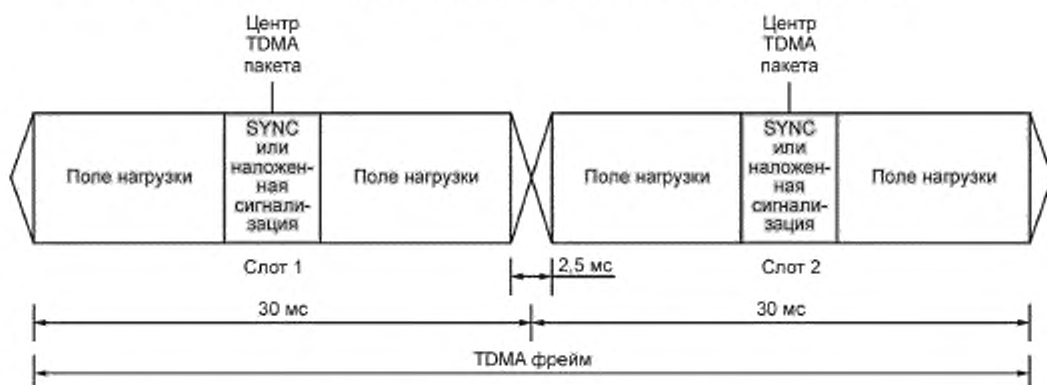 Центр
TDMA
пакета
Центр
TDMA
пакета
Поле нагрузки
SYNC
или
наложен-
ная
сигнали-
зация
Поле нагрузки
Поле нагрузки
SYNC
или
наложен-
ная
сигнали-
зация
Поле нагрузки
Слот 1
2,5 мс
Слот 2
30 мс
30 мс
TDMA фрейм